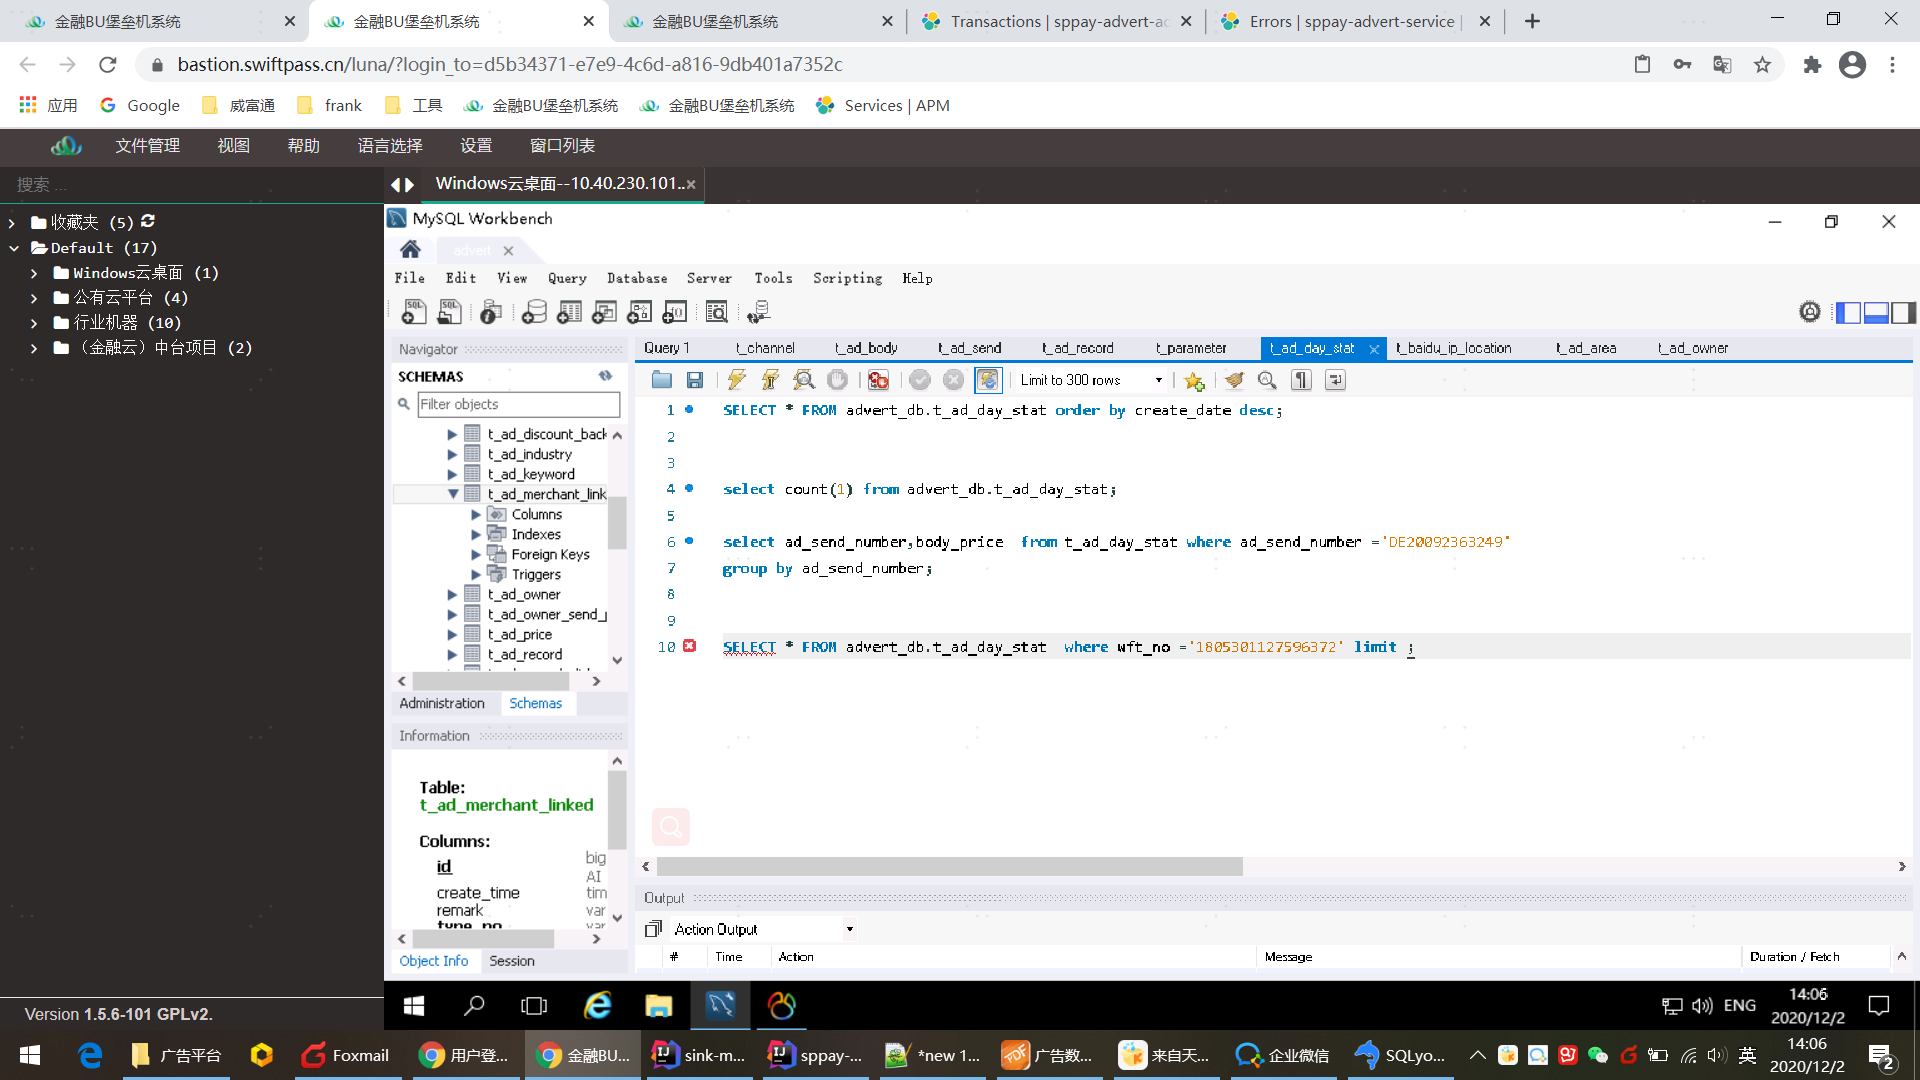 金融BU堡垒机系统
金融BU堡垒机系统
金融BU堡垒机系统
Transactions | sppay-advert-ac
Errors | sppay-advert-service |
bastion.swiftpass.cn/luna/?login_to=d5b34371-e7e9-4c6d-a816-9db401a7352c
应用
Google
威富通
frank
工具
金融BU堡垒机系统
金融BU堡垒机系统
Services | APM
文件管理
视图
帮助
语言选择
设置
窗口列表
搜索 ...
Windows云桌面--10.40.230.101..
收藏夹 (5)
Default (17)
Windows云桌面 (1)
公有云平台 (4)
行业机器 (10)
（金融云）中台项目 (2)
MySQL Workbench
advert
File Edit View Query Database Server Tools Scripting Help
Navigator
SCHEMAS
Filter objects
t_ad_discount_back
t_ad_industry
t_ad_keyword
t_ad_merchant_link
Columns
Indexes
Foreign Keys
Triggers
t_ad_owner
t_ad_owner_send_
t_ad_price
t_ad_record
Administration
Schemas
Information
Table:
t_ad_merchant_linked
Columns:
id big
AI
create_time tim
remark var
type_no var
Object Info
Session
Query 1
t_channel
t_ad_body
t_ad_send
t_ad_record
t_parameter
t_ad_day_stat
t_baidu_ip_location
t_ad_area
t_ad_owner
Limit to 300 rows
1 SELECT * FROM advert_db.t_ad_day_stat order by create_date desc;
2
3
4 select count(1) from advert_db.t_ad_day_stat;
5
6 select ad_send_number,body_price  from t_ad_day_stat where ad_send_number ='DE20092363249'
7 group by ad_send_number;
8
9
10 SELECT * FROM advert_db.t_ad_day_stat  where wft_no ='1805301127596372' limit ;
Output
Action Output
# Time Action Message Duration / Fetch
ENG
14:06
2020/12/2
Version 1.5.6-101 GPLv2.
广告平台
Foxmail
用户登...
金融BU...
sink-m...
sppay-...
*new 1...
广告数...
来自天...
企业微信
SQLyo...
英
14:06
2020/12/2
2